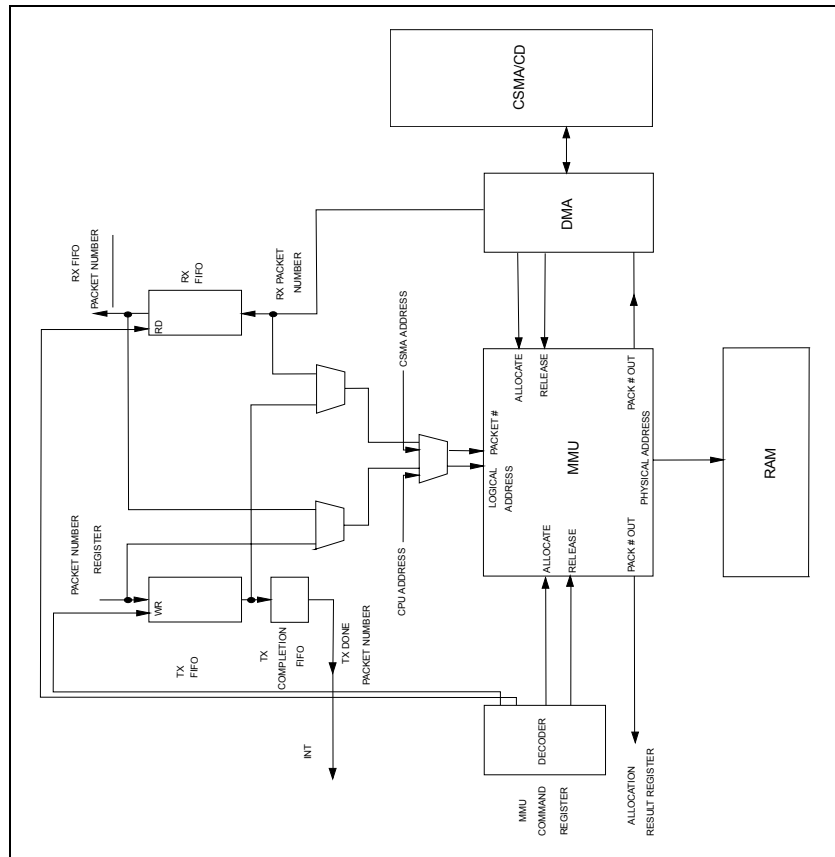 CSMA/CD
DMA
RX FIFO
PACKET NUMBER
RX
FIFO
RD
RX PACKET
NUMBER
CSMA ADDRESS
ALLOCATE
RELEASE
PACK # OUT
PACKET #
LOGICAL
ADDRESS
MMU
PHYSICAL ADDRESS
RAM
PACKET NUMBER
REGISTER
WR
TX
FIFO
TX
COMPLETION
FIFO
TX DONE
PACKET NUMBER
CPU ADDRESS
ALLOCATE
RELEASE
PACK # OUT
INT
DECODER
MMU
COMMAND
REGISTER
ALLOCATION
RESULT REGISTER